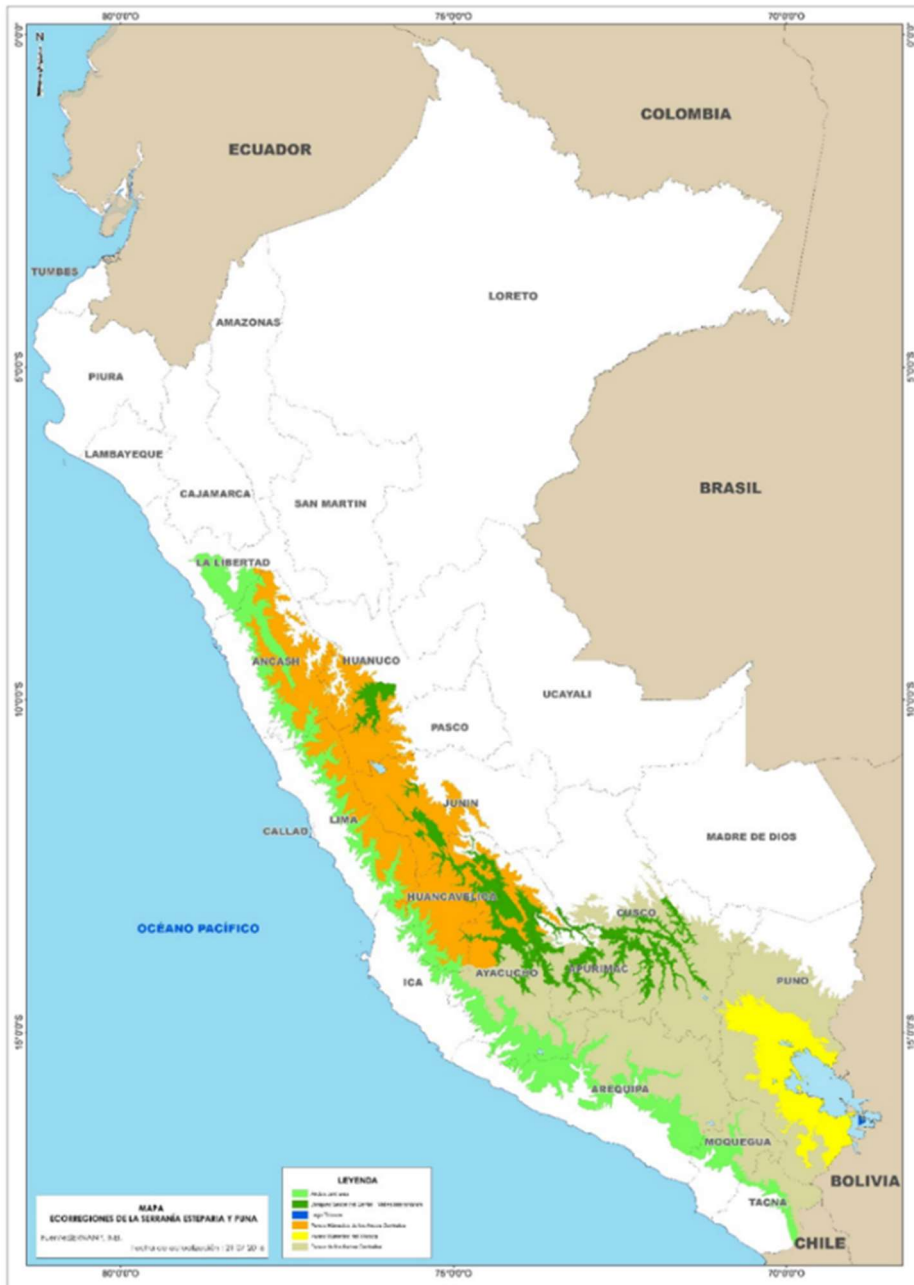 80°0'0"O
75°0'0"O
70°0'0"O
0°0'0"
0°0'0"
N
COLOMBIA
ECUADOR
TUMBES
LORETO
AMAZONAS
5°0'0"S
5°0'0"S
PIURA
LAMBAYEQUE
BRASIL
CAJAMARCA
SAN MARTIN
LA LIBERTAD
ANCASH
HUANUCO
UCAYALI
10°0'0"S
10°0'0"S
PASCO
JUNIN
LIMA
CALLAO
MADRE DE DIOS
HUANCAVELICA
CUSCO
OCÉANO PACÍFICO
AYACUCHO
APURIMAC
ICA
PUNO
15°0'0"S
15°0'0"S
AREQUIPA
MOQUEGUA
BOLIVIA
TACNA
CHILE
LEYENDA
MAPA
ECORREGIONES DE LA SERRANÍA ESTEPARIA Y PUNA
80°0'0"O
75°0'0"O
70°0'0"O